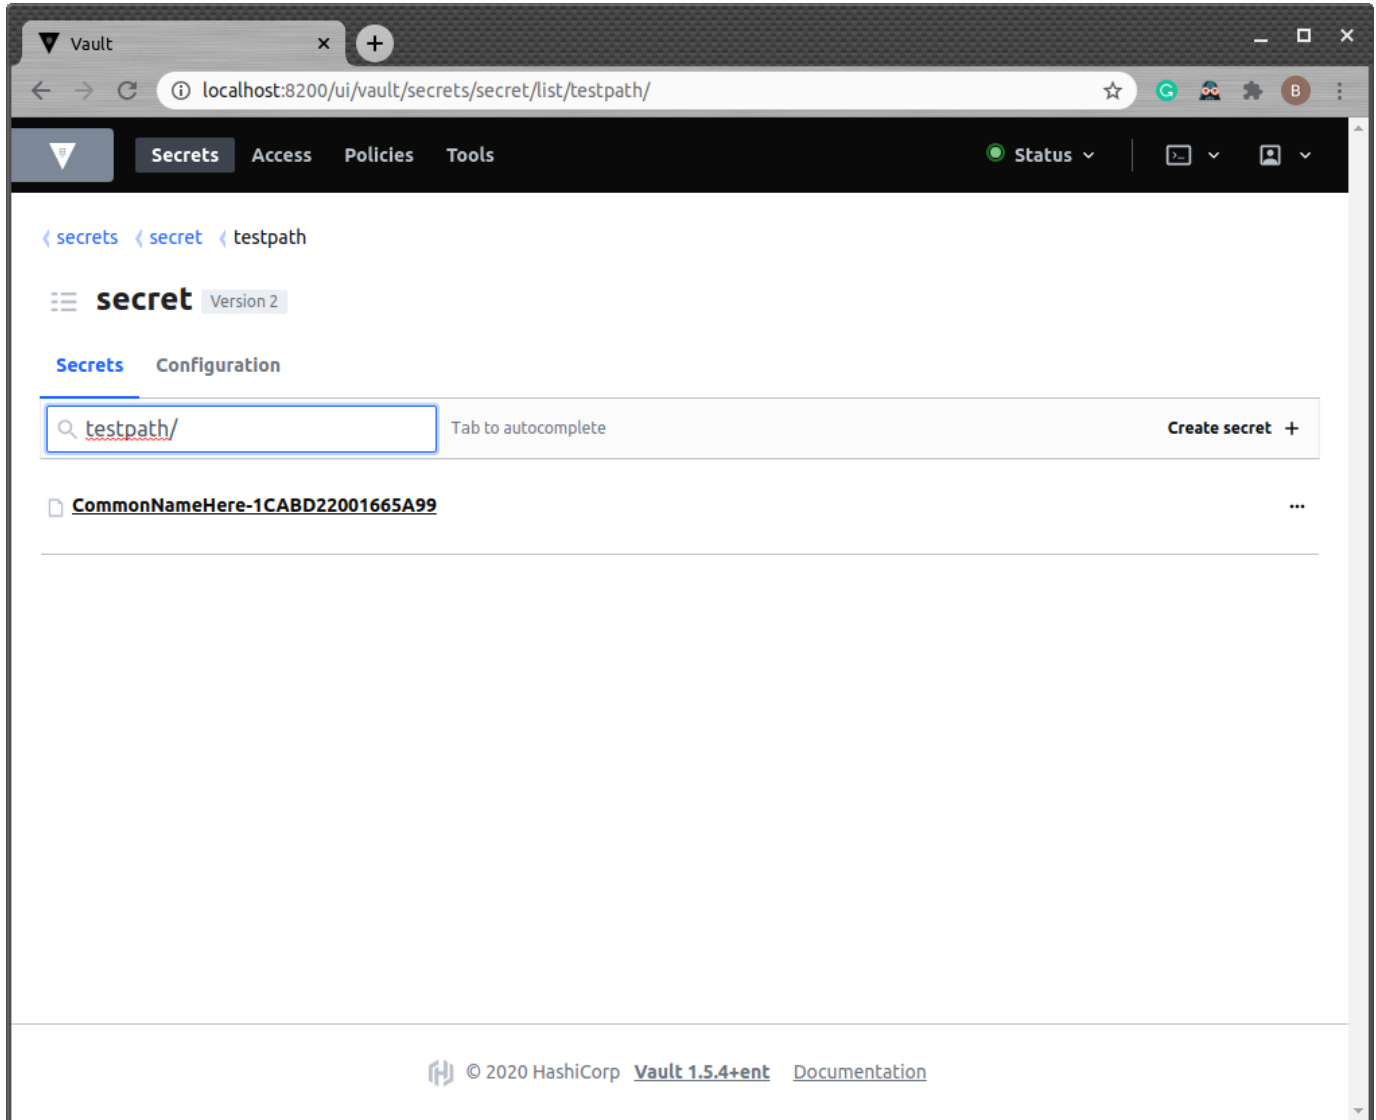 Vault
localhost:8200/ui/vault/secrets/secret/list/testpath/
B
Secrets Access Policies Tools Status
secrets secret testpath
secret Version 2
Secrets Configuration
testpath/ Tab to autocomplete Create secret +
CommonNameHere-1CABD22001665A99 ...
© 2020 HashiCorp Vault 1.5.4+ent Documentation